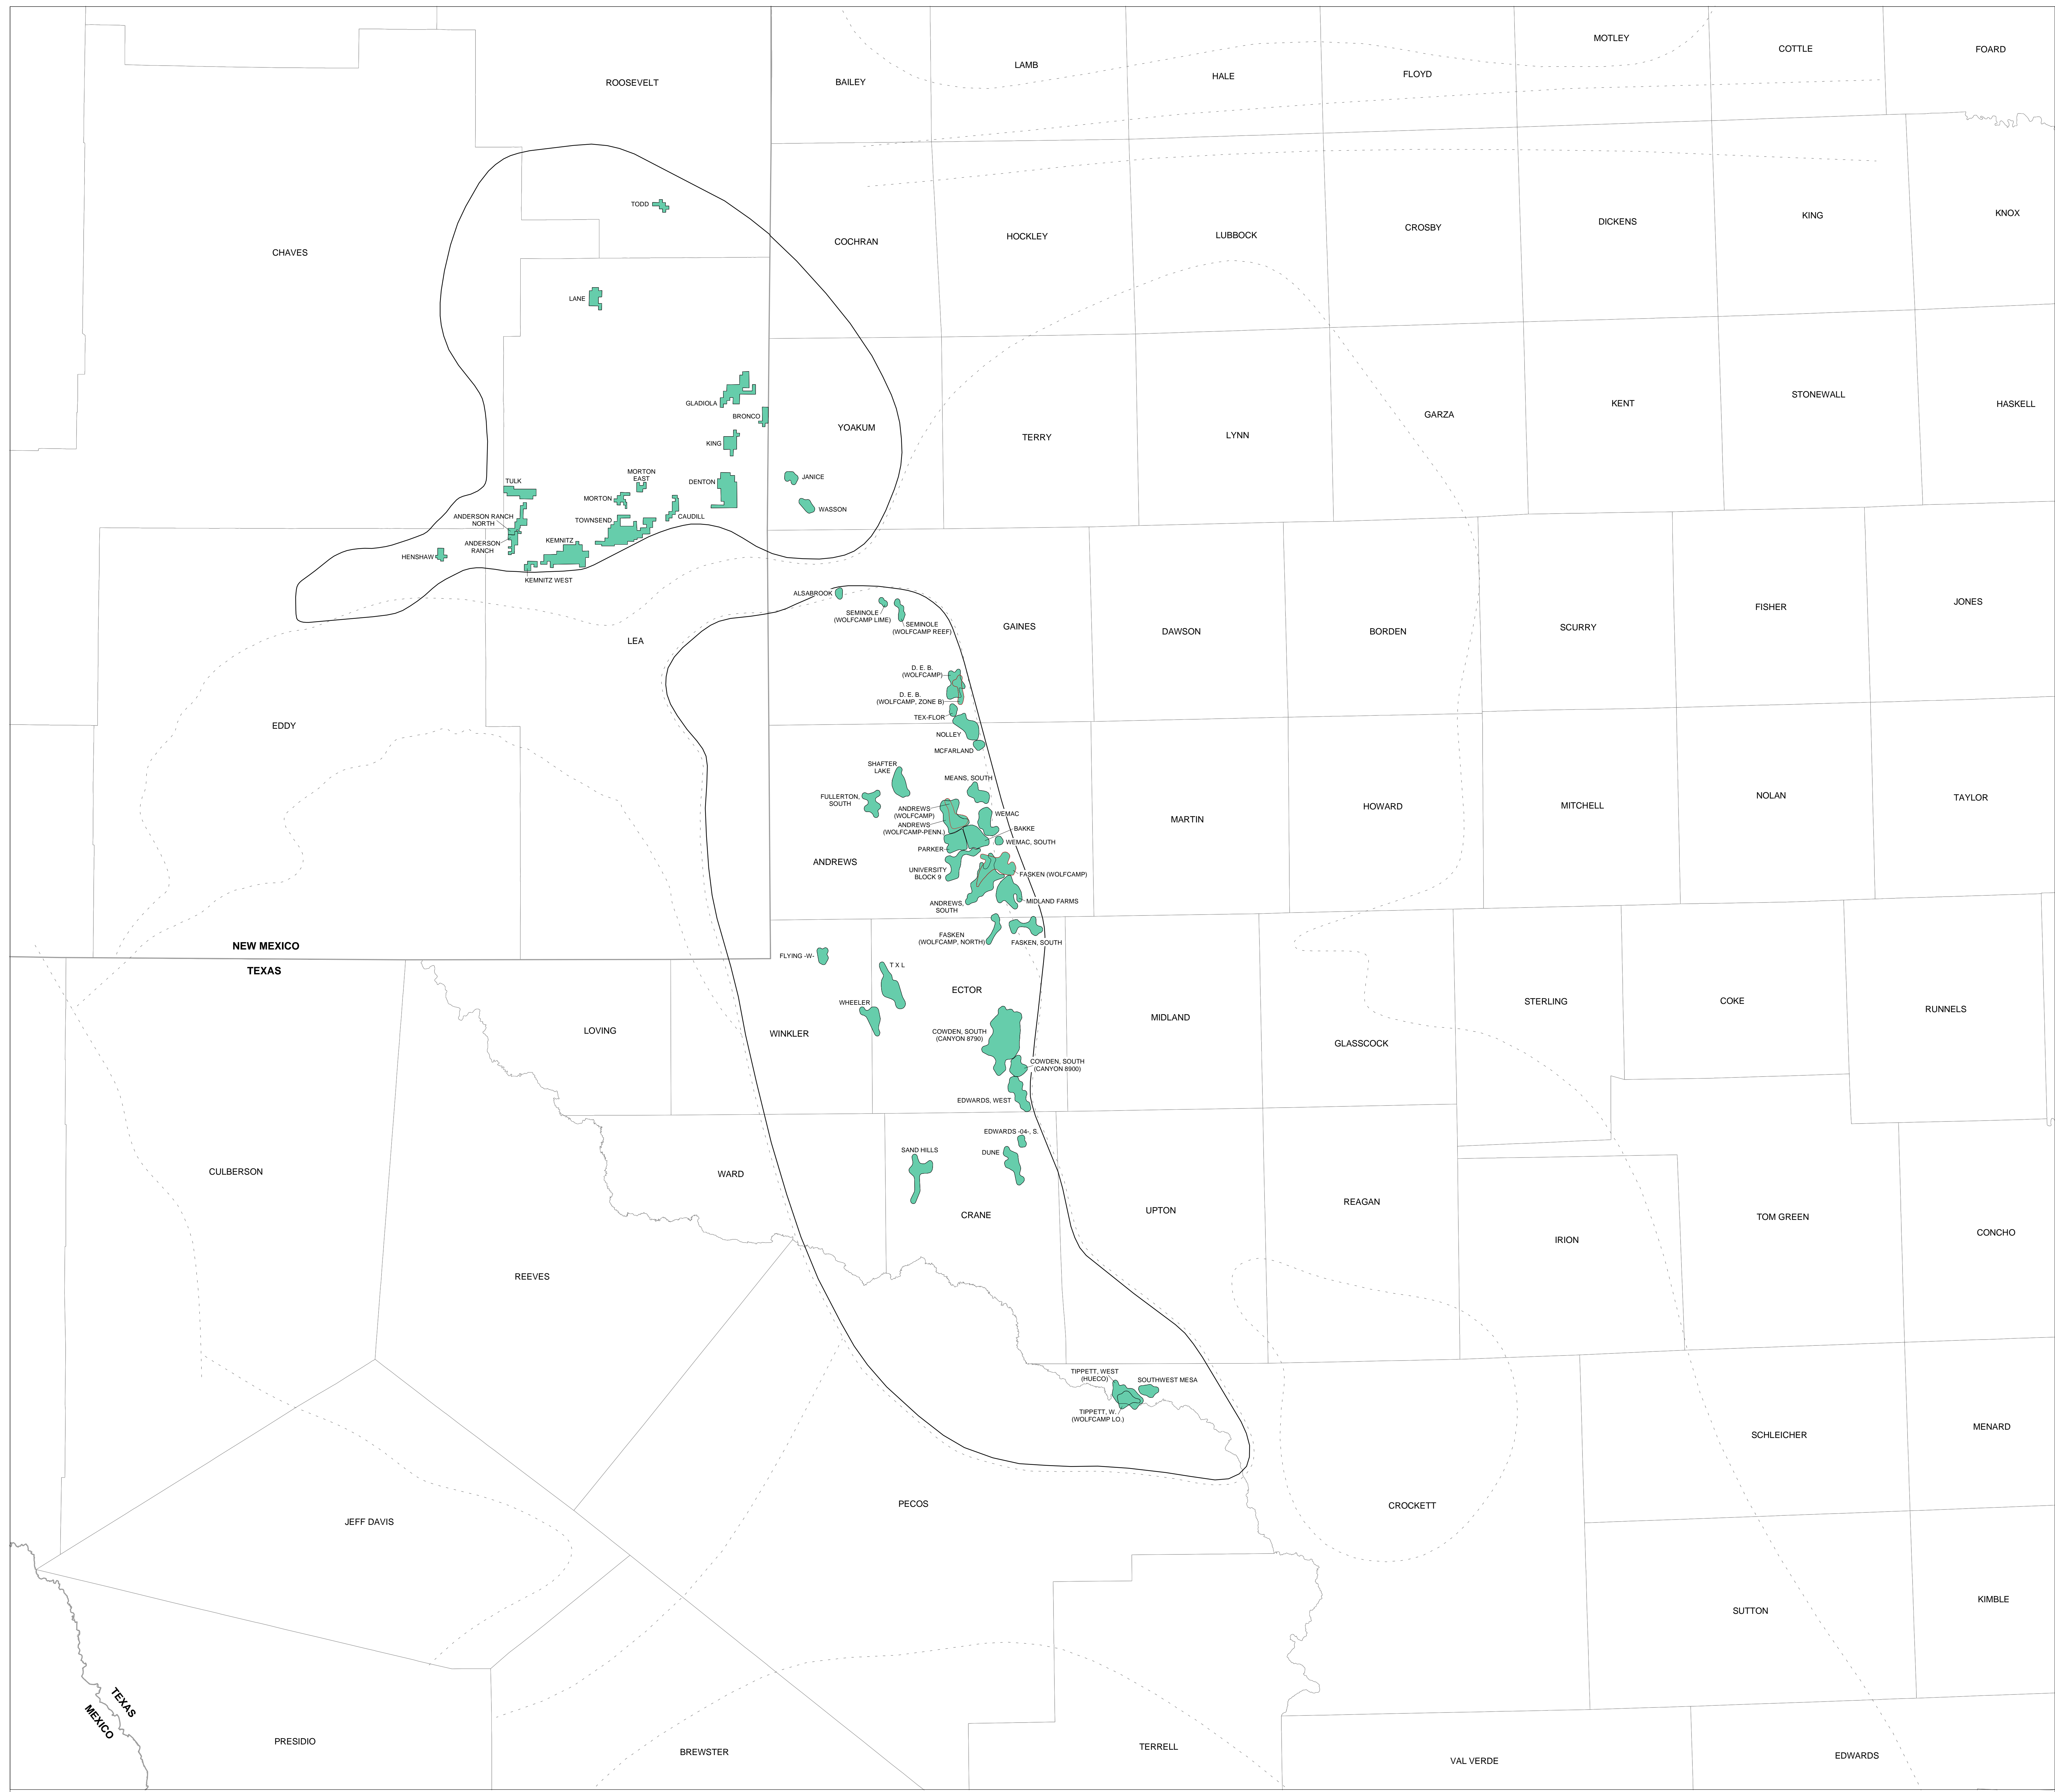 MOTLEY
COTTLE
FOARD
LAMB
HALE
FLOYD
BAILEY
ROOSEVELT
TODD
CHAVES
COCHRAN
HOCKLEY
LUBBOCK
CROSBY
DICKENS
KING
KNOX
LANE
GLADIOLA
BRONCO
KING
YOAKUM
TERRY
LYNN
GARZA
KENT
STONEWALL
HASKELL
TULK
MORTON
EAST
MORTON
DENTON
JANICE
WASSON
ANDERSON RANCH
NORTH
TOWNSEND
CAUDILL
ANDERSON
RANCH
KEMNITZ
HENSHAW
KEMNITZ WEST
ALSABROOK
SEMINOLE
(WOLFCAMP LIME)
SEMINOLE
(WOLFCAMP REEF)
LEA
GAINES
DAWSON
BORDEN
SCURRY
FISHER
JONES
D. E. B.
(WOLFCAMP)
D. E. B.
(WOLFCAMP, ZONE B)
TEX-FLOR
NOLLEY
MCFARLAND
EDDY
SHAFTER
LAKE
MEANS, SOUTH
FULLERTON,
SOUTH
ANDREWS
(WOLFCAMP)
ANDREWS
(WOLFCAMP-PENN.)
WEMAC
BAKKE
WEMAC, SOUTH
PARKER
ANDREWS
UNIVERSITY
BLOCK 9
FASKEN (WOLFCAMP)
ANDREWS,
SOUTH
MIDLAND FARMS
MARTIN
HOWARD
MITCHELL
NOLAN
TAYLOR
FASKEN
(WOLFCAMP, NORTH)
FASKEN, SOUTH
NEW MEXICO
TEXAS
FLYING -W-
T X L
WHEELER
ECTOR
LOVING
WINKLER
COWDEN, SOUTH
(CANYON 8790)
COWDEN, SOUTH
(CANYON 8900)
EDWARDS, WEST
MIDLAND
GLASSCOCK
STERLING
COKE
RUNNELS
EDWARDS -04-, S.
SAND HILLS
DUNE
CULBERSON
WARD
CRANE
UPTON
REAGAN
IRION
TOM GREEN
CONCHO
REEVES
TIPPETT, WEST
(HUECO)
SOUTHWEST MESA
TIPPETT, W.
(WOLFCAMP LO.)
SCHLEICHER
MENARD
JEFF DAVIS
PECOS
CROCKETT
SUTTON
KIMBLE
TEXAS
MEXICO
PRESIDIO
BREWSTER
TERRELL
VAL VERDE
EDWARDS